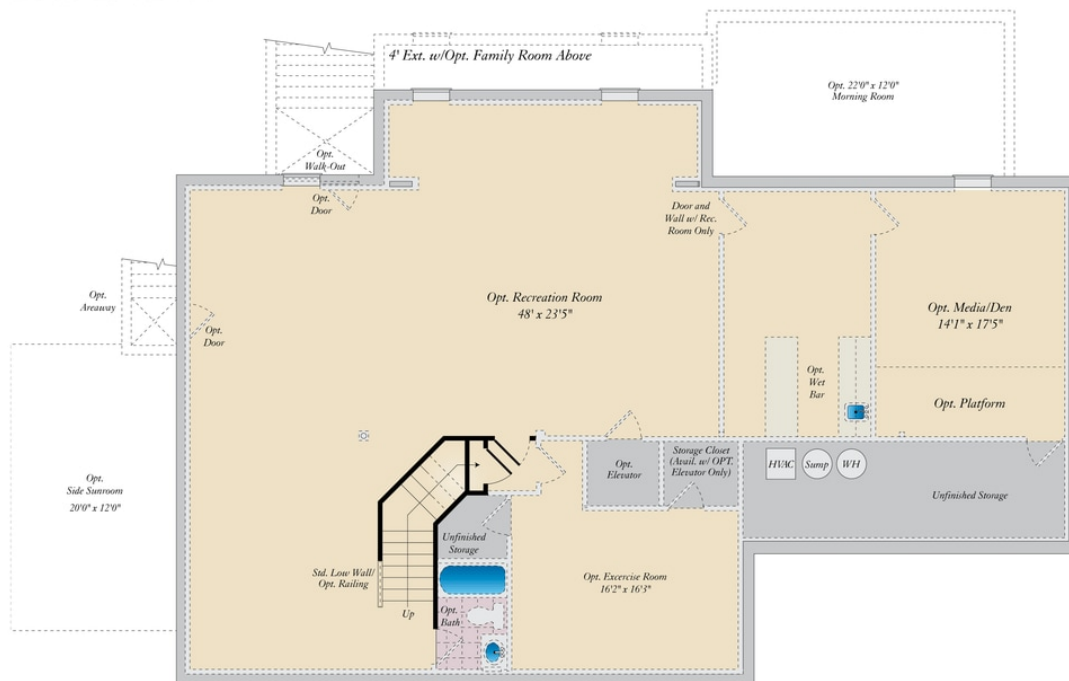 4' Ext. w/Opt. Family Room Above
Opt. 22'0" x 12'0"
Morning Room
Opt.
Walk-Out
Opt.
Door
Door and
Wall w/ Rec.
Room Only
Opt.
Areaway
Opt.
Door
Opt. Recreation Room
48' x 23'5"
Opt. Media/Den
14'1" x 17'5"
Opt.
Wet
Bar
Opt. Platform
Opt.
Side Sunroom
20'0" x 12'0"
Opt.
Elevator
Storage Closet
(Avail. w/ OPT.
Elevator Only)
HVAC
Sump
WH
Unfinished Storage
Unfinished
Storage
Std. Low Wall/
Opt. Railing
Up
Opt.
Bath
Opt. Excercise Room
16'2" x 16'3"